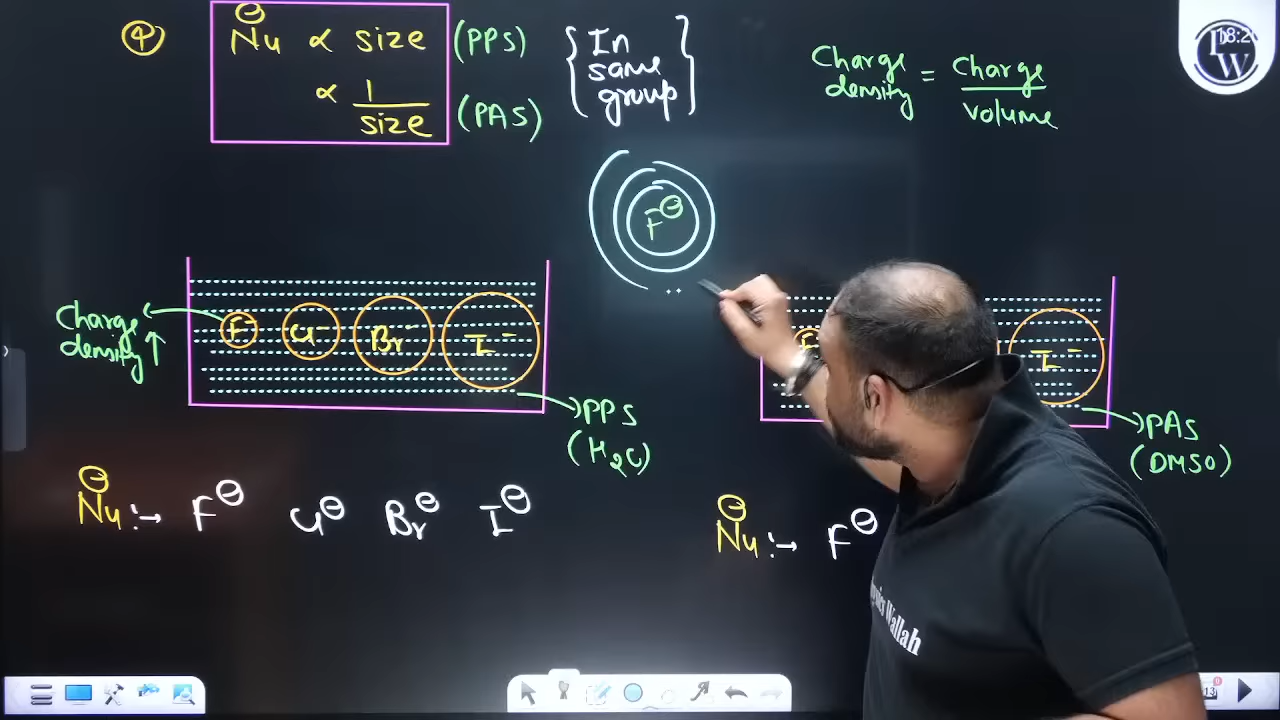 ④
N̈u⊖ ∝ size (PPS)
∝ 1/size (PAS)
{In same group}
Charge density = Charge/volume
F⊖
Charge density ↑
F⁻ Cl⁻ Br⁻ I⁻
→ PPS
(H₂O)
I⁻
→ PAS
(DMSO)
Nu⊖ :→ F⊖ Cl⊖ Br⊖ I⊖
Nu⊖ :→ F⊖
Wallah